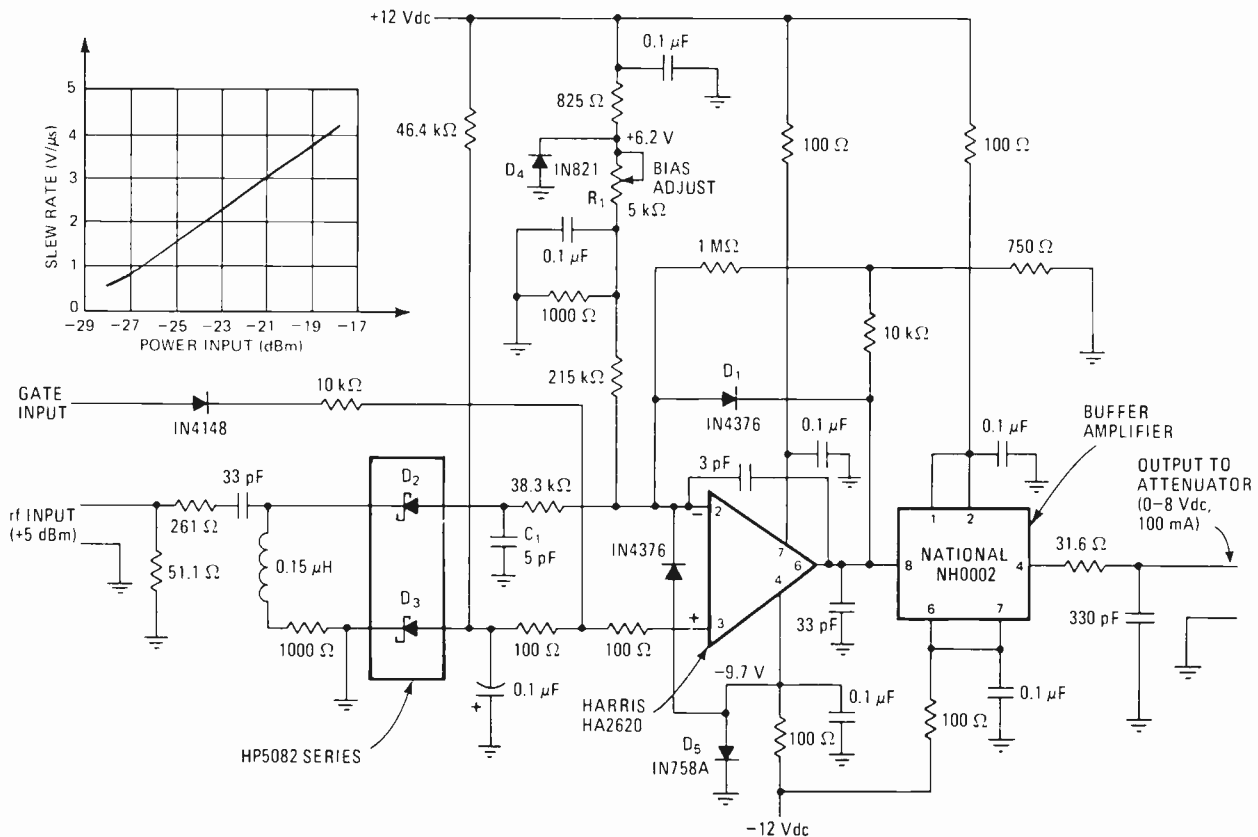 +12 Vdc
0.1 µF
5
4
3
2
1
0
SLEW RATE (V/µs)
−29 −27 −25 −23 −21 −19 −17
POWER INPUT (dBm)
46.4 kΩ
825 Ω
+6.2 V
D4
IN821
BIAS
ADJUST
R1
5 kΩ
0.1 µF
1000 Ω
100 Ω
100 Ω
1 MΩ
750 Ω
10 kΩ
215 kΩ
GATE
INPUT
IN4148
10 kΩ
D1
IN4376
0.1 µF
0.1 µF
BUFFER
AMPLIFIER
OUTPUT TO
ATTENUATOR
(0–8 Vdc,
100 mA)
rf INPUT
(+5 dBm)
261 Ω
33 pF
51.1 Ω
0.15 µH
1000 Ω
D2
D3
HP5082 SERIES
38.3 kΩ
C1
5 pF
3 pF
IN4376
100 Ω
100 Ω
0.1 µF
+
−
2
+
3
7
6
4
HARRIS
HA2620
33 pF
−9.7 V
D5
IN758A
100 Ω
0.1 µF
−12 Vdc
1
2
8
NATIONAL
NH0002
4
6
7
31.6 Ω
330 pF
100 Ω
0.1 µF